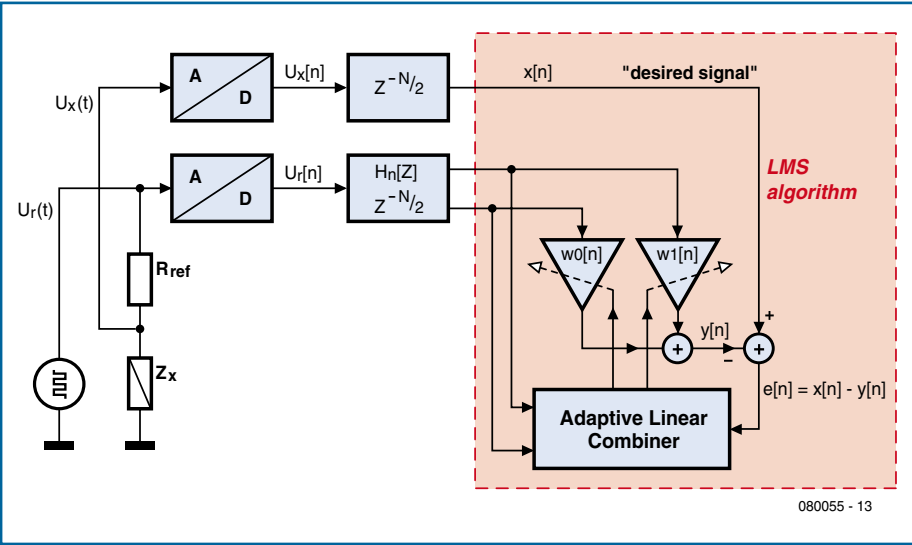 A
D
Ux[n]
Z^-N/2
x[n]
"desired signal"
Ux(t)
A
D
Ur[n]
Hn[Z]
Z^-N/2
LMS
algorithm
Ur(t)
w0[n]
w1[n]
Rref
+
y[n]
+
−
+
Zx
e[n] = x[n] - y[n]
Adaptive Linear
Combiner
080055 - 13